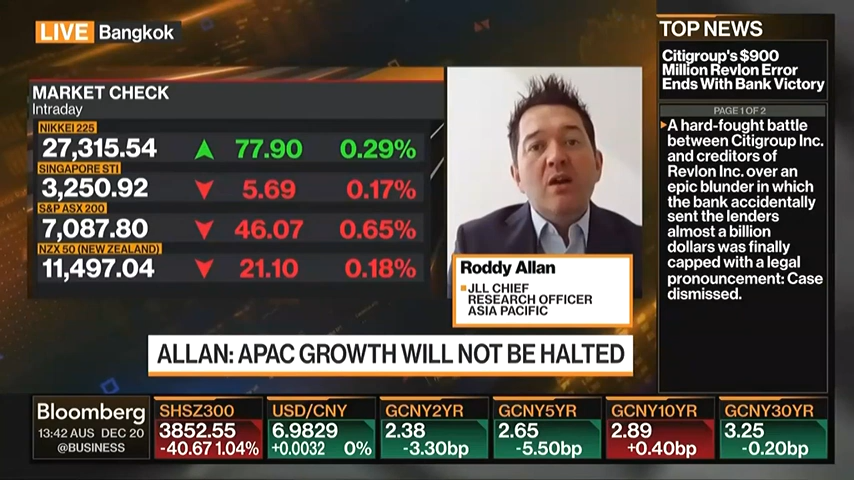 LIVE Bangkok
MARKET CHECK
Intraday
NIKKEI 225
27,315.54 ▲ 77.90 0.29%
SINGAPORE STI
3,250.92 ▼ 5.69 0.17%
S&P ASX 200
7,087.80 ▼ 46.07 0.65%
NZX 50 (NEW ZEALAND)
11,497.04 ▼ 21.10 0.18%
Roddy Allan
JLL CHIEF
RESEARCH OFFICER
ASIA PACIFIC
ALLAN: APAC GROWTH WILL NOT BE HALTED
TOP NEWS
Citigroup's $900
Million Revlon Error
Ends With Bank Victory
PAGE 1 OF 2
A hard-fought battle
between Citigroup Inc.
and creditors of
Revlon Inc. over an
epic blunder in which
the bank accidentally
sent the lenders
almost a billion
dollars was finally
capped with a legal
pronouncement: Case
dismissed.
Bloomberg
13:42 AUS DEC 20
@BUSINESS
SHSZ300
3852.55
-40.67 1.04%
USD/CNY
6.9829
+0.0032 0%
GCNY2YR
2.38
-3.30bp
GCNY5YR
2.65
-5.50bp
GCNY10YR
2.89
+0.40bp
GCNY30YR
3.25
-0.20bp